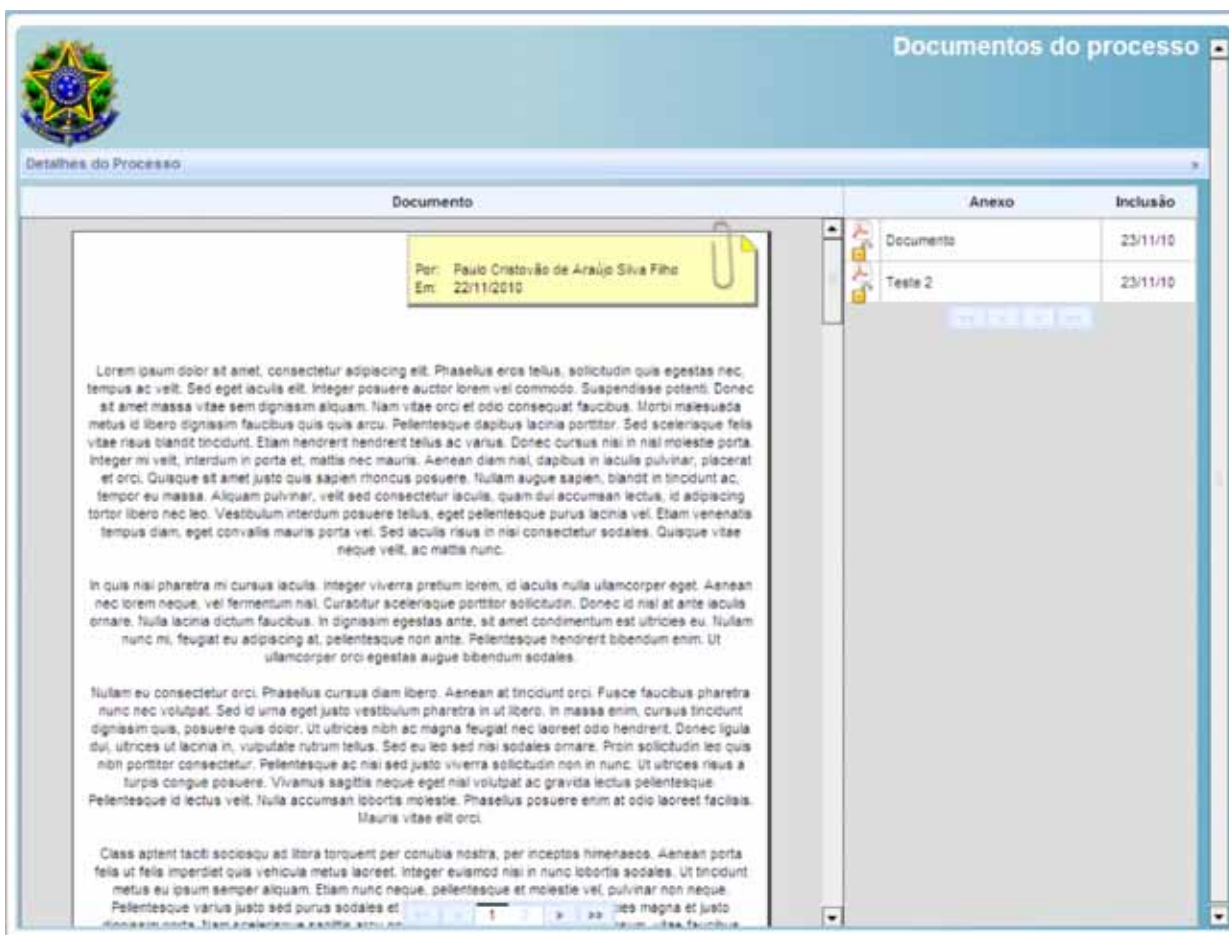 Documentos do processo
Detalhes do Processo
Documento
Anexo Inclusão
Por: Paulo Cristovão de Araújo Silva Filho
Em: 22/11/2010
Documento 23/11/10
Teste 2 23/11/10
Lorem ipsum dolor sit amet, consectetur adipiscing elit. Phasellus eros tellus, sollicitudin quis egestas nec,
tempus ac velit. Sed eget iaculis elit. Integer posuere auctor lorem vel commodo. Suspendisse potenti. Donec
sit amet massa vitae sem dignissim aliquam. Nam vitae orci et odio consequat faucibus. Morbi malesuada
metus id libero dignissim faucibus quis quis arcu. Pellentesque dapibus lacinia porttitor. Sed scelerisque felis
vitae risus blandit tincidunt. Etiam hendrerit hendrerit tellus ac varius. Donec cursus nisi in nisl molestie porta.
Integer mi velit, interdum in porta et, mattis nec mauris. Aenean diam nisl, dapibus in iaculis pulvinar, placerat
et orci. Quisque sit amet justo quis sapien rhoncus posuere. Nullam augue sapien, blandit in tincidunt ac,
tempor eu massa. Aliquam pulvinar, velit sed consectetur iaculis, quam dui accumsan lectus, id adipiscing
tortor libero nec leo. Vestibulum interdum posuere tellus, eget pellentesque purus lacinia vel. Etiam venenatis
tempus diam, eget convallis mauris porta vel. Sed iaculis risus in nisi consectetur sodales. Quisque vitae
neque velit, ac mattis nunc.
In quis nisi pharetra mi cursus iaculis. Integer viverra pretium lorem, id iaculis nulla ullamcorper eget. Aenean
nec lorem neque, vel fermentum nisl. Curabitur scelerisque porttitor sollicitudin. Donec id nisl at ante iaculis
ornare. Nulla lacinia dictum faucibus. In dignissim egestas ante, sit amet condimentum est ultricies eu. Nullam
nunc mi, feugiat eu adipiscing at, pellentesque non ante. Pellentesque hendrerit bibendum enim. Ut
ullamcorper orci egestas augue bibendum sodales.
Nullam eu consectetur orci. Phasellus cursus diam libero. Aenean at tincidunt orci. Fusce faucibus pharetra
nunc nec volutpat. Sed id urna eget justo vestibulum pharetra in ut libero. In massa enim, cursus tincidunt
dignissim quis, posuere quis dolor. Ut ultrices nibh ac magna feugiat nec laoreet odio hendrerit. Donec ligula
dui, ultrices ut lacinia in, vulputate rutrum tellus. Sed eu leo sed nisi sodales ornare. Proin sollicitudin leo quis
nibh porttitor consectetur. Pellentesque ac nisi sed justo viverra sollicitudin non in nunc. Ut ultrices risus a
turpis congue posuere. Vivamus sagittis neque eget nisl volutpat ac gravida lectus pellentesque.
Pellentesque id lectus velit. Nulla accumsan lobortis molestie. Phasellus posuere enim at odio laoreet facilisis.
Mauris vitae elit orci.
Class aptent taciti sociosqu ad litora torquent per conubia nostra, per inceptos himenaeos. Aenean porta
felis ut felis imperdiet quis vehicula metus laoreet. Integer euismod nisi in nunc lobortis sodales. Ut tincidunt
metus eu ipsum semper aliquam. Etiam nunc neque, pellentesque et molestie vel, pulvinar non neque.
Pellentesque varius justo sed purus sodales et 1 2 » »» magna et justo